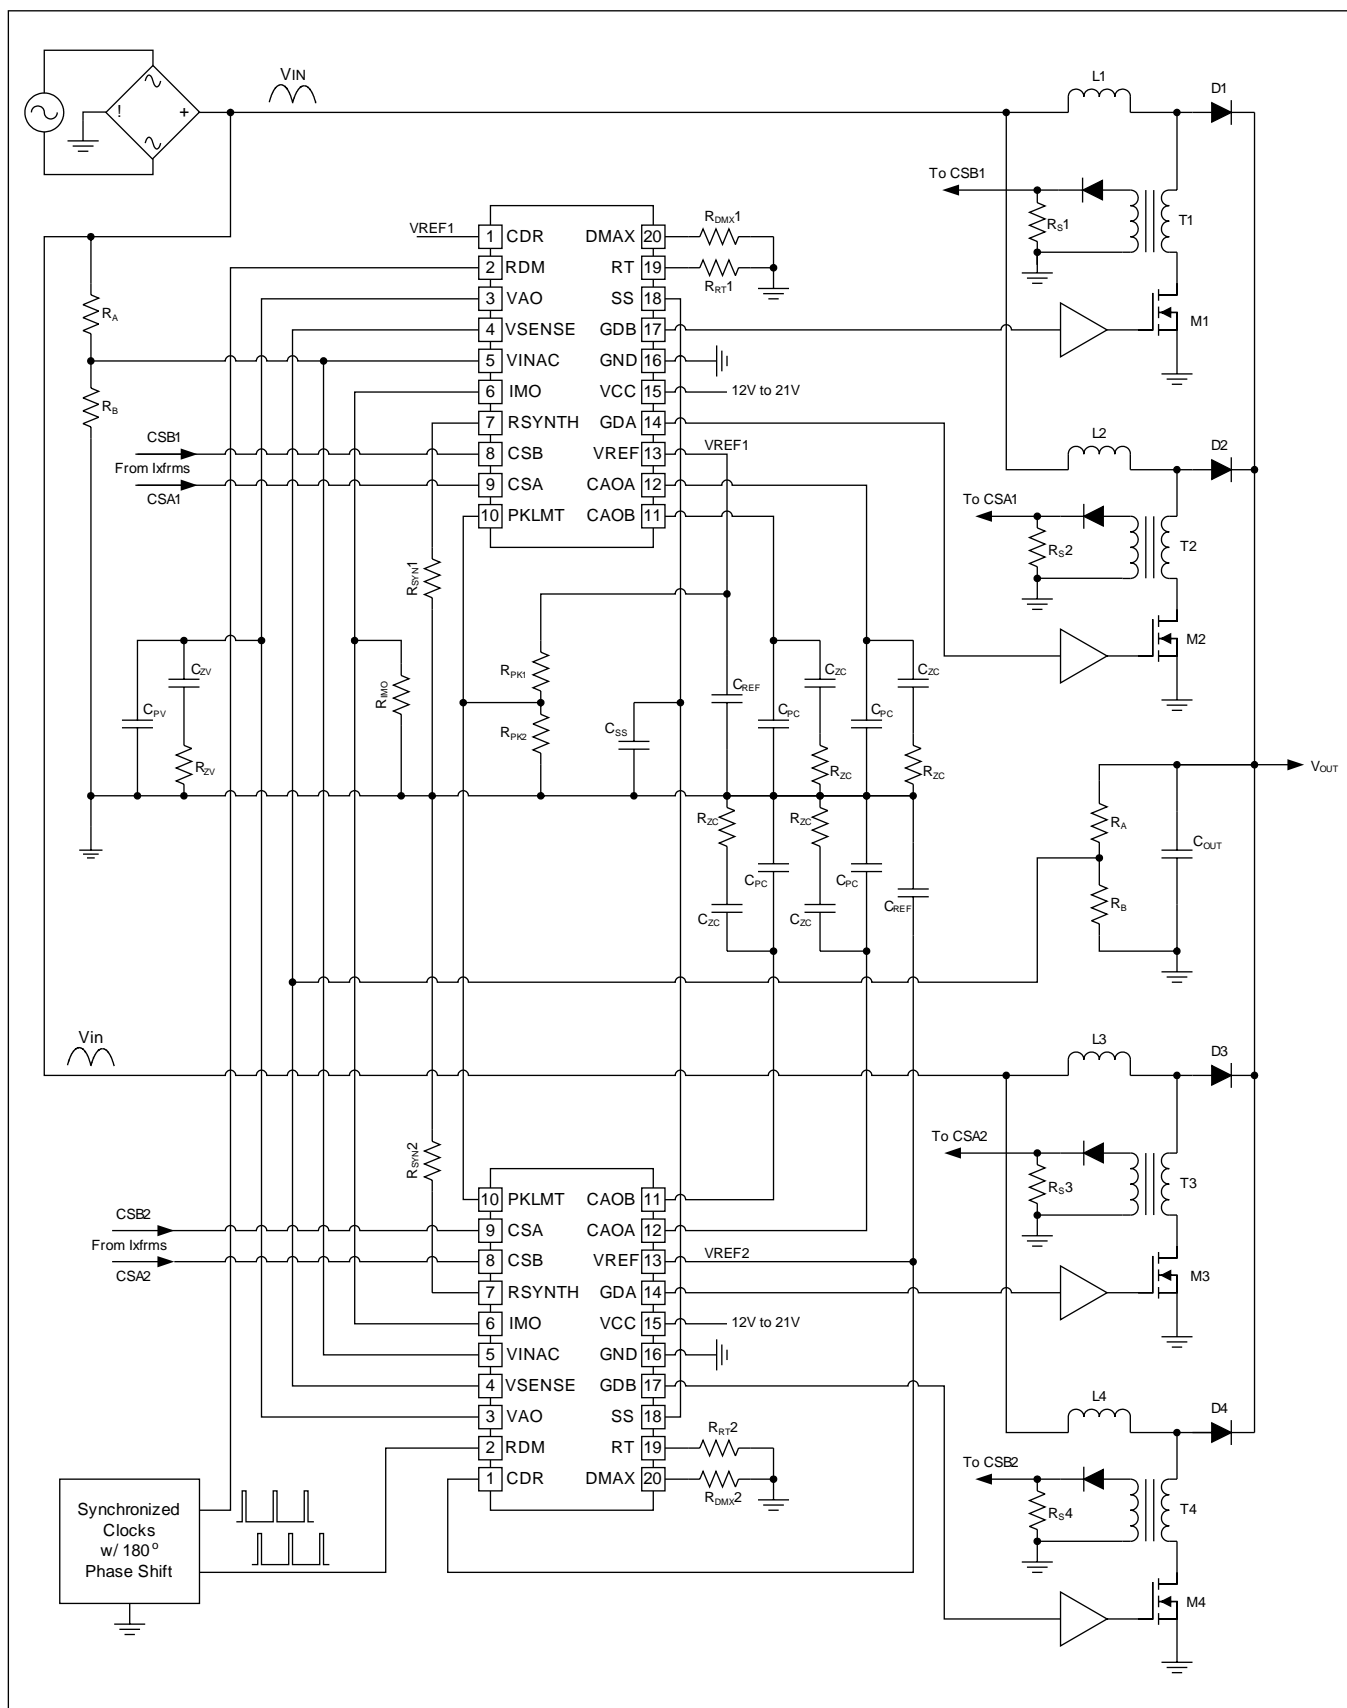 VIN
L1
D1
To CSB1
RS1
T1
M1
VREF1
1 CDR
2 RDM
3 VAO
4 VSENSE
5 VINAC
6 IMO
7 RSYNTH
8 CSB
9 CSA
10 PKLMT
DMAX 20
RT 19
SS 18
GDB 17
GND 16
VCC 15
GDA 14
VREF 13
CAOA 12
CAOB 11
RDMX1
RRT1
12V to 21V
VREF1
RA
RB
CSB1
From Ixfrms
CSA1
L2
D2
To CSA1
RS2
T2
M2
RSYN1
CZV
CPV
RZV
RIMO
RPK1
RPK2
CSS
CREF
CZC
CPC
RZC
CZC
CPC
RZC
RZC
CPC
CZC
RZC
CPC
CZC
CREF
VOUT
RA
RB
COUT
Vin
L3
D3
To CSA2
RS3
T3
M3
RSYN2
CSB2
From Ixfrms
CSA2
10 PKLMT
9 CSA
8 CSB
7 RSYNTH
6 IMO
5 VINAC
4 VSENSE
3 VAO
2 RDM
1 CDR
CAOB 11
CAOA 12
VREF 13
GDA 14
VCC 15
GND 16
GDB 17
SS 18
RT 19
DMAX 20
VREF2
12V to 21V
RRT2
RDMX2
L4
D4
To CSB2
RS4
T4
M4
Synchronized
Clocks
w/ 180°
Phase Shift